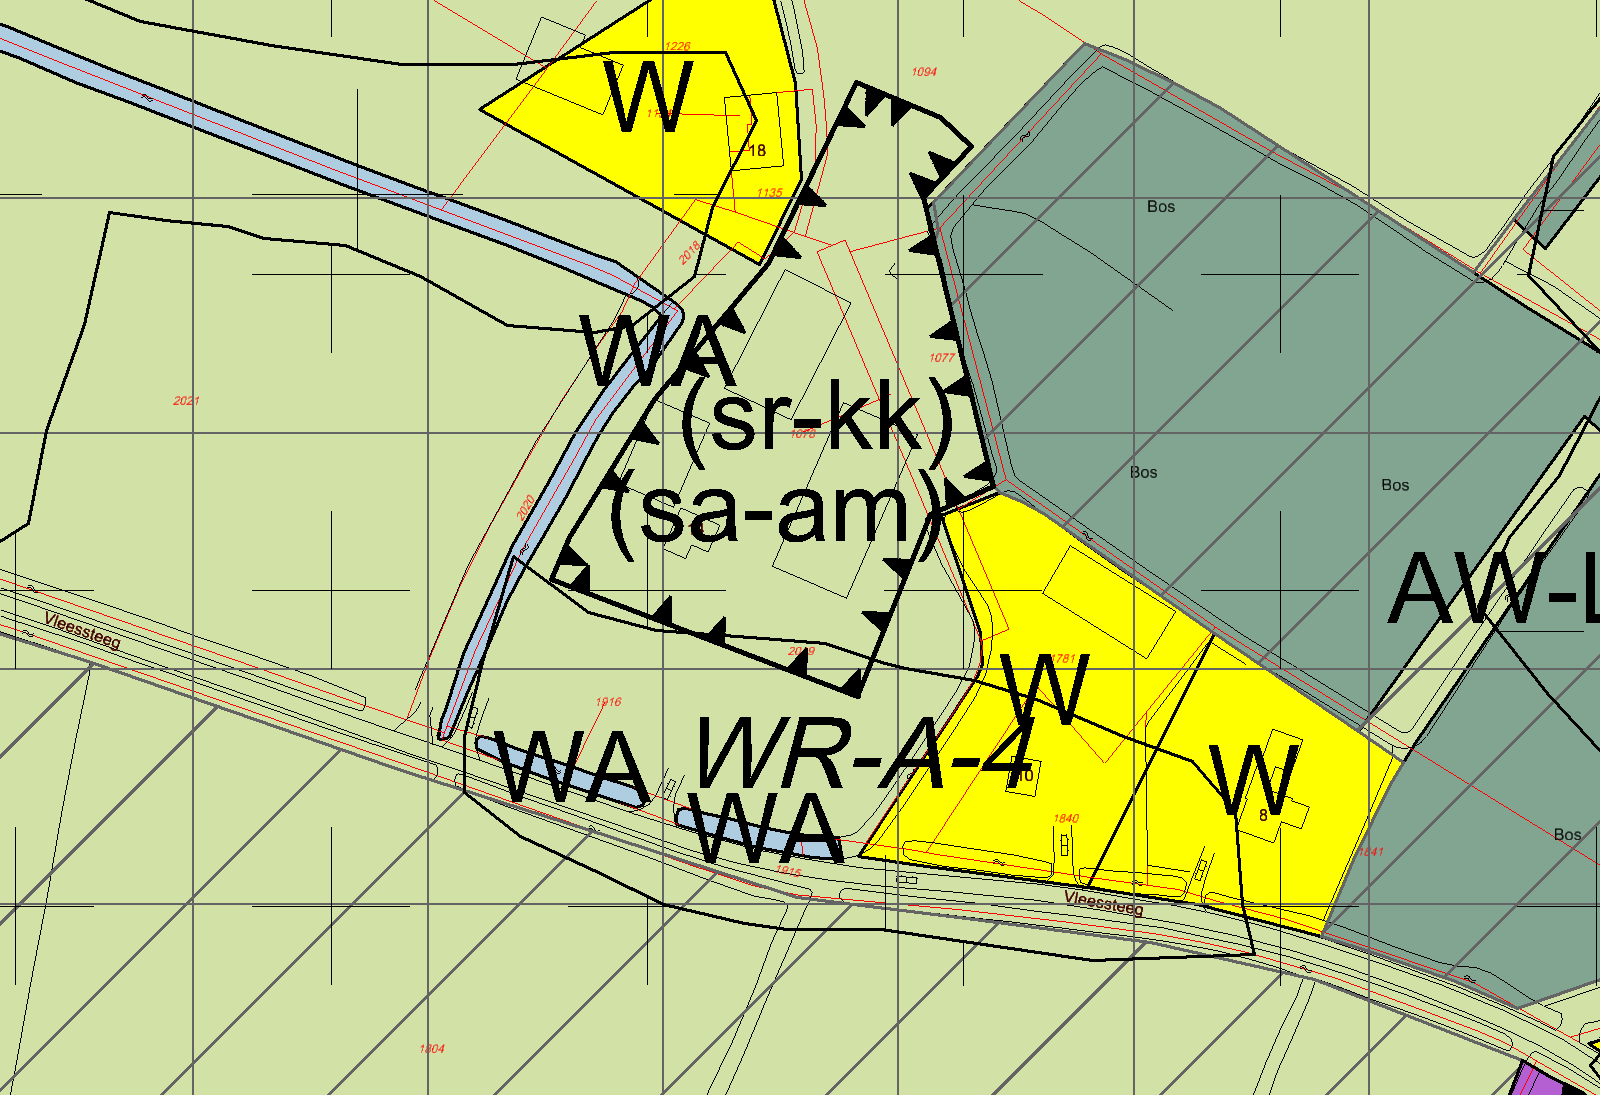 1226
1094
W
18
1135
Bos
2018
WA
1077
2021
(sr-kk)
1078
Bos
Bos
(sa-am)
2020
AW-L
Vleessteeg
2019
W
1781
1916
WA
WR-A-4
W
10
WA
1840
8
Bos
1841
1915
Vleessteeg
1804